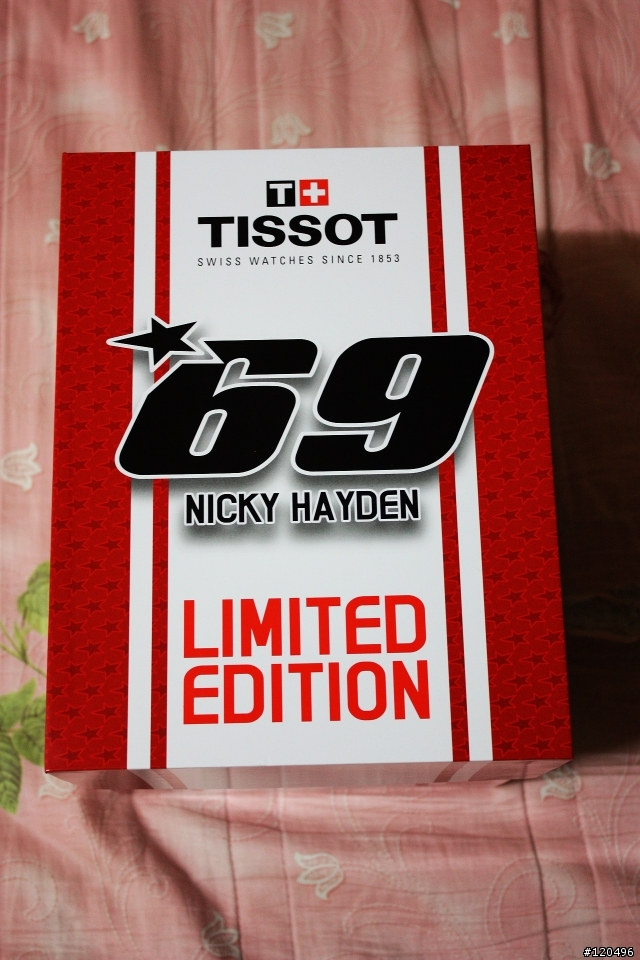 T+
TISSOT
SWISS WATCHES SINCE 1853
69
NICKY HAYDEN
LIMITED
EDITION
#120496